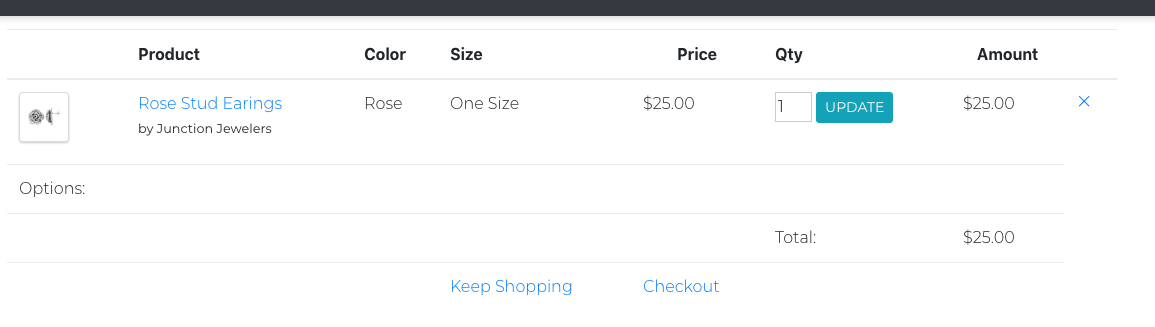 Product Color Size Price Qty Amount
Rose Stud Earings Rose One Size $25.00 1 UPDATE $25.00 ×
by Junction Jewelers
Options:
Total: $25.00
Keep Shopping Checkout